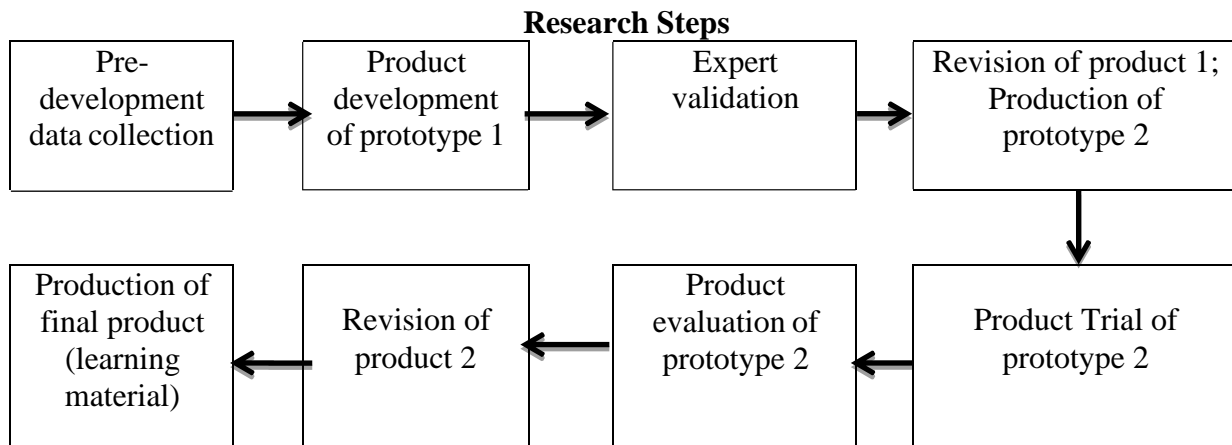 Research Steps
Pre-
development
data collection
Product
development
of prototype 1
Expert
validation
Revision of product 1;
Production of
prototype 2
Product Trial of
prototype 2
Product
evaluation of
prototype 2
Revision of
product 2
Production of
final product
(learning
material)